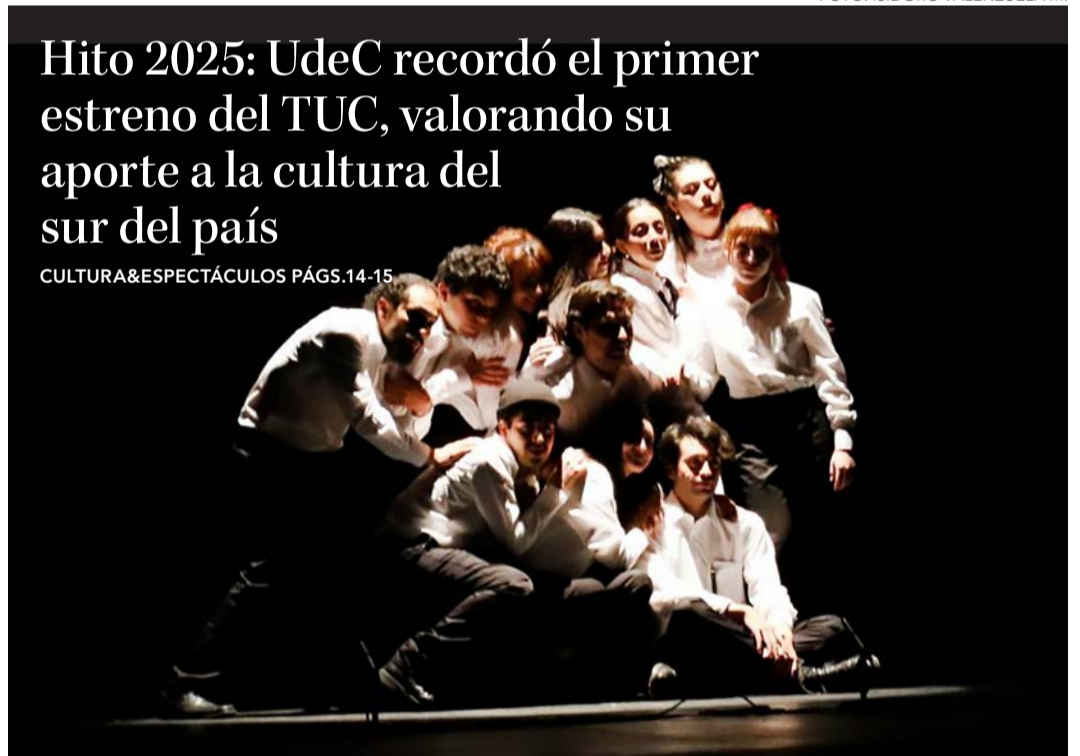 Hito 2025: UdeC recordó el primer
estreno del TUC, valorando su
aporte a la cultura del
sur del país
CULTURA&ESPECTÁCULOS PÁGS.14-15